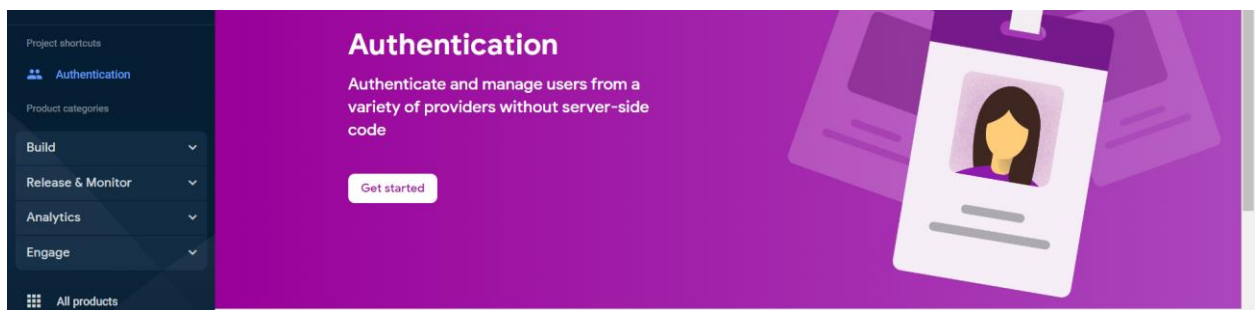 Project shortcuts
Authentication
Product categories
Build
Release & Monitor
Analytics
Engage
All products
Authentication
Authenticate and manage users from a
variety of providers without server-side
code
Get started